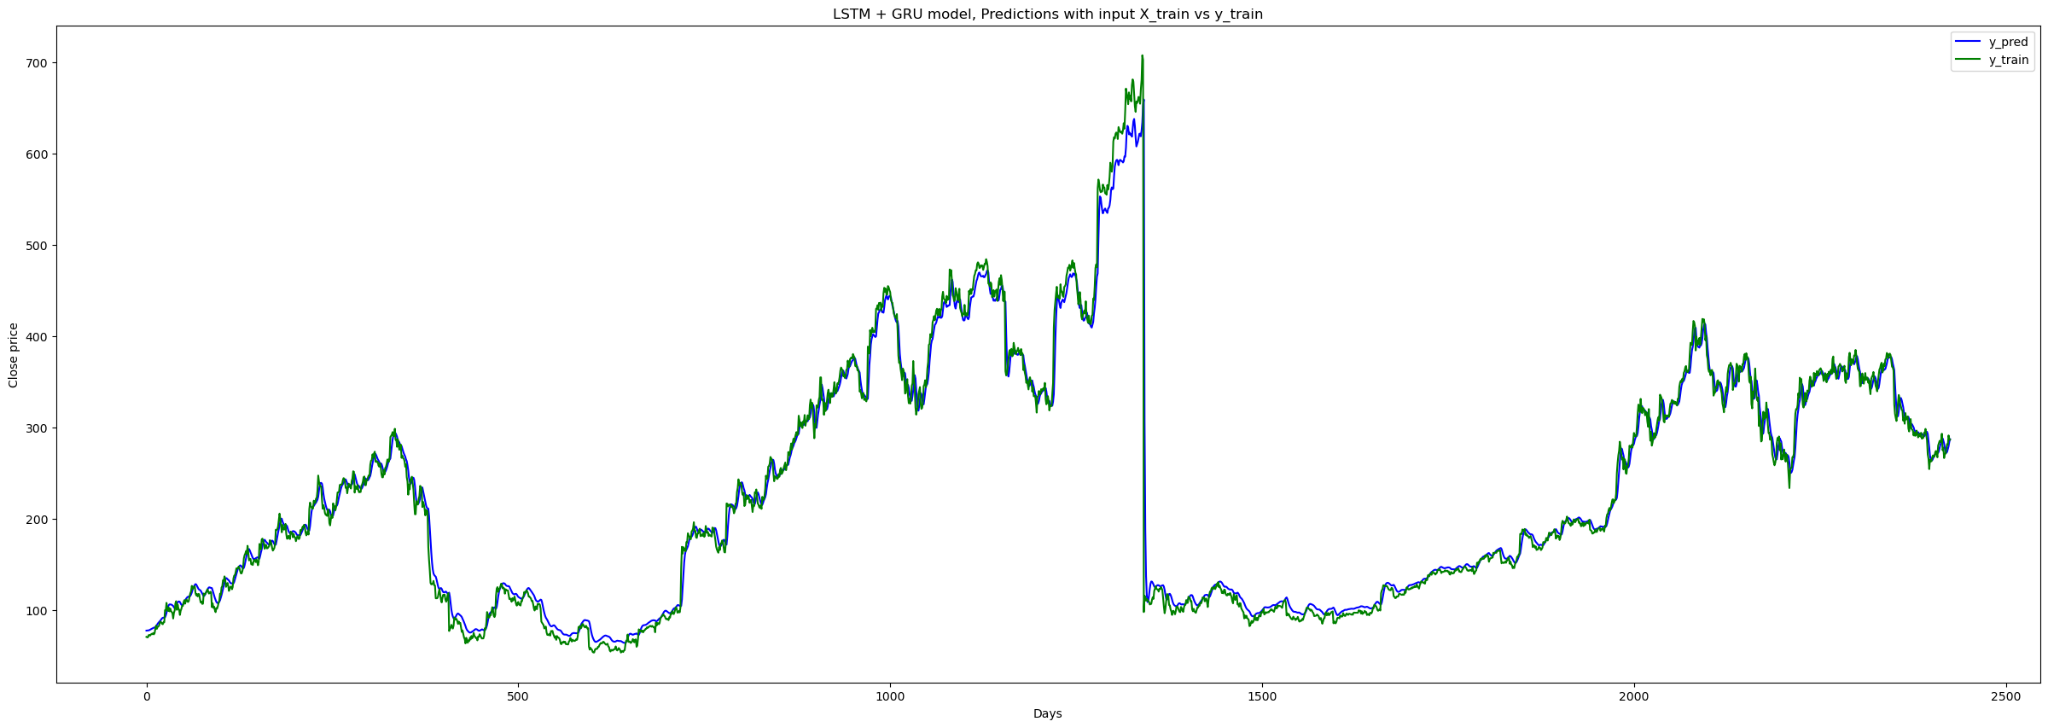 LSTM + GRU model, Predictions with input X_train vs y_train
y_pred
y_train
700
600
500
400
300
200
100
Close price
0
500
1000
1500
2000
2500
Days